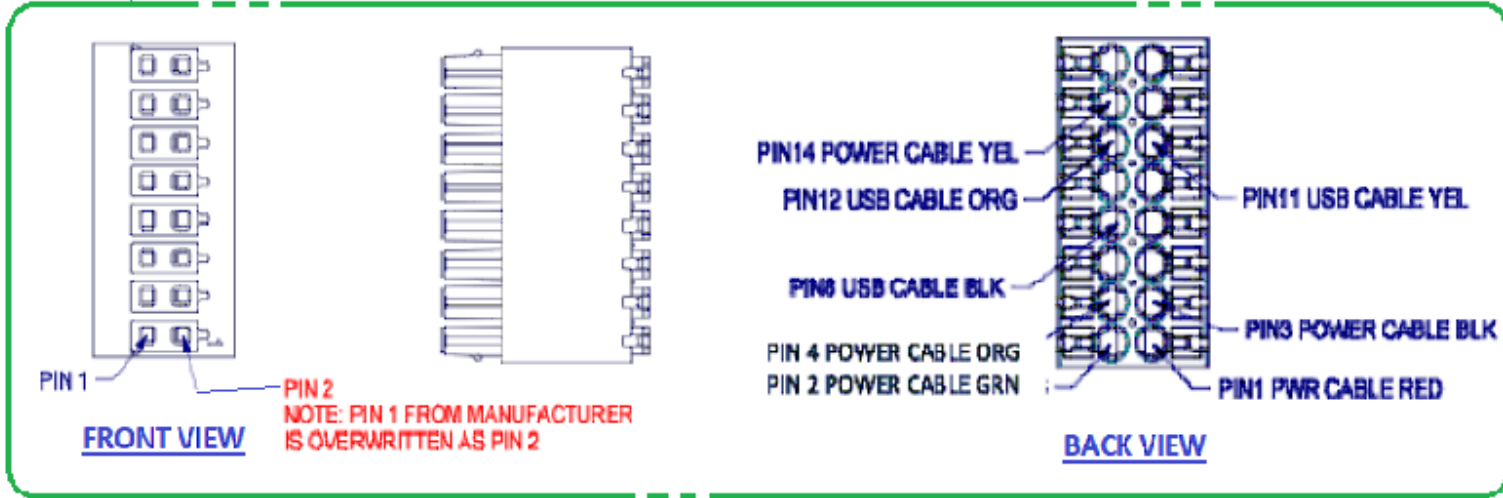 PIN 1
PIN 2
NOTE: PIN 1 FROM MANUFACTURER
IS OVERWRITTEN AS PIN 2
FRONT VIEW
PIN14 POWER CABLE YEL
PIN12 USB CABLE ORG
PIN11 USB CABLE YEL
USB CABLE BLK
PIN 4 POWER CABLE ORG
PIN3 POWER CABLE BLK
PIN 2 POWER CABLE GRN
PIN1 PWR CABLE RED
BACK VIEW